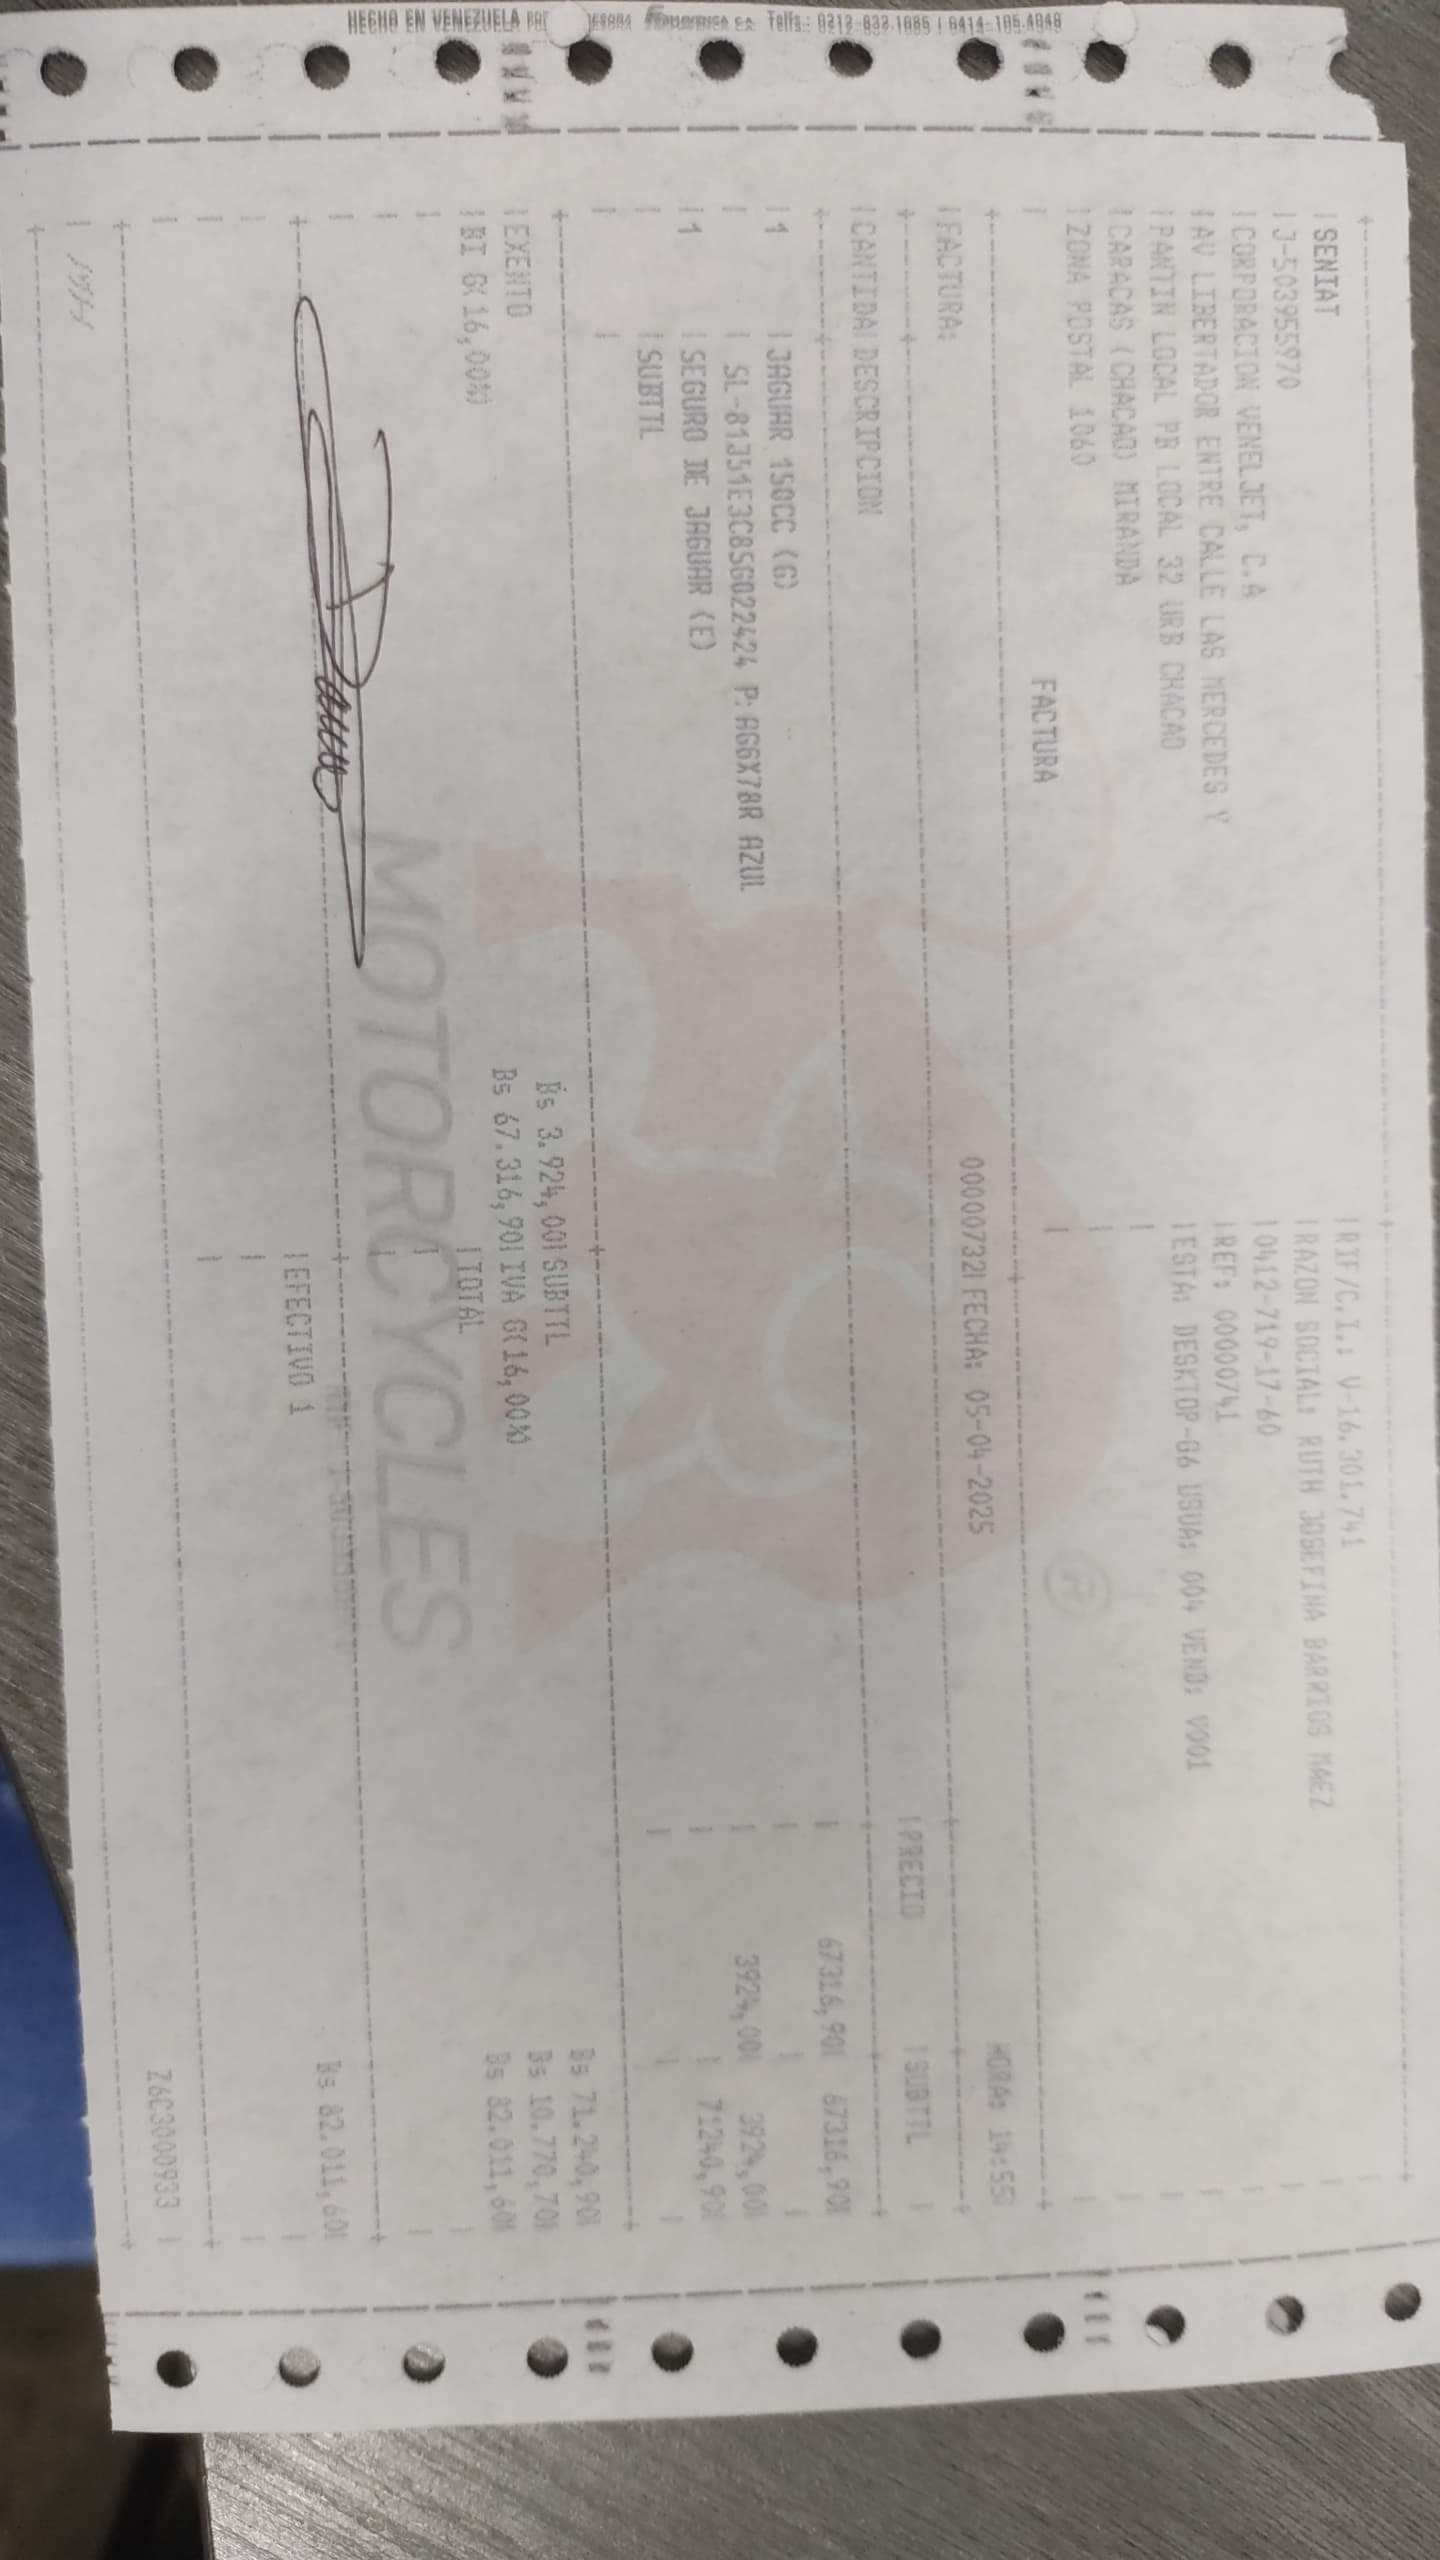 HECHO EN VENEZUELA Telfs.: 0212-832.1885 | 0414-105.4849
SENIAT
J-503955970
CORPORACION VENELJET, C.A
AV LIBERTADOR ENTRE CALLE LAS MERCEDES Y
PANTIN LOCAL PB LOCAL 32 URB CHACAO
CARACAS (CHACAO) MIRANDA
ZONA POSTAL 1060
RIF/C.I.: V-16.301.741
RAZON SOCIAL: RUTH JOSEFINA BARRIOS MAEZ
0412-719-17-60
REF: 00000741
ESTA: DESKTOP-G6 USUA: 004 VEND: V001
FACTURA
FACTURA: 00000732 FECHA: 05-04-2025 HORA: 14:55
CANTIDA DESCRIPCION PRECIO SUBTTL
1 JAGUAR 150CC (G) 67316,90 67316,90
SL-81J51E3C8SG022424 P: AG6X78R AZUL
1 SEGURO DE JAGUAR (E) 3924,00 3924,00
SUBTTL 71240,90
EXENTO Bs 3.924,00 SUBTTL Bs 71.240,90
BI G(16,00%) Bs 67.316,90 IVA G(16,00%) Bs 10.770,70
TOTAL Bs 82.011,60
EFECTIVO 1 Bs 82.011,60
MH Z6C3000933
MOTORCYCLES